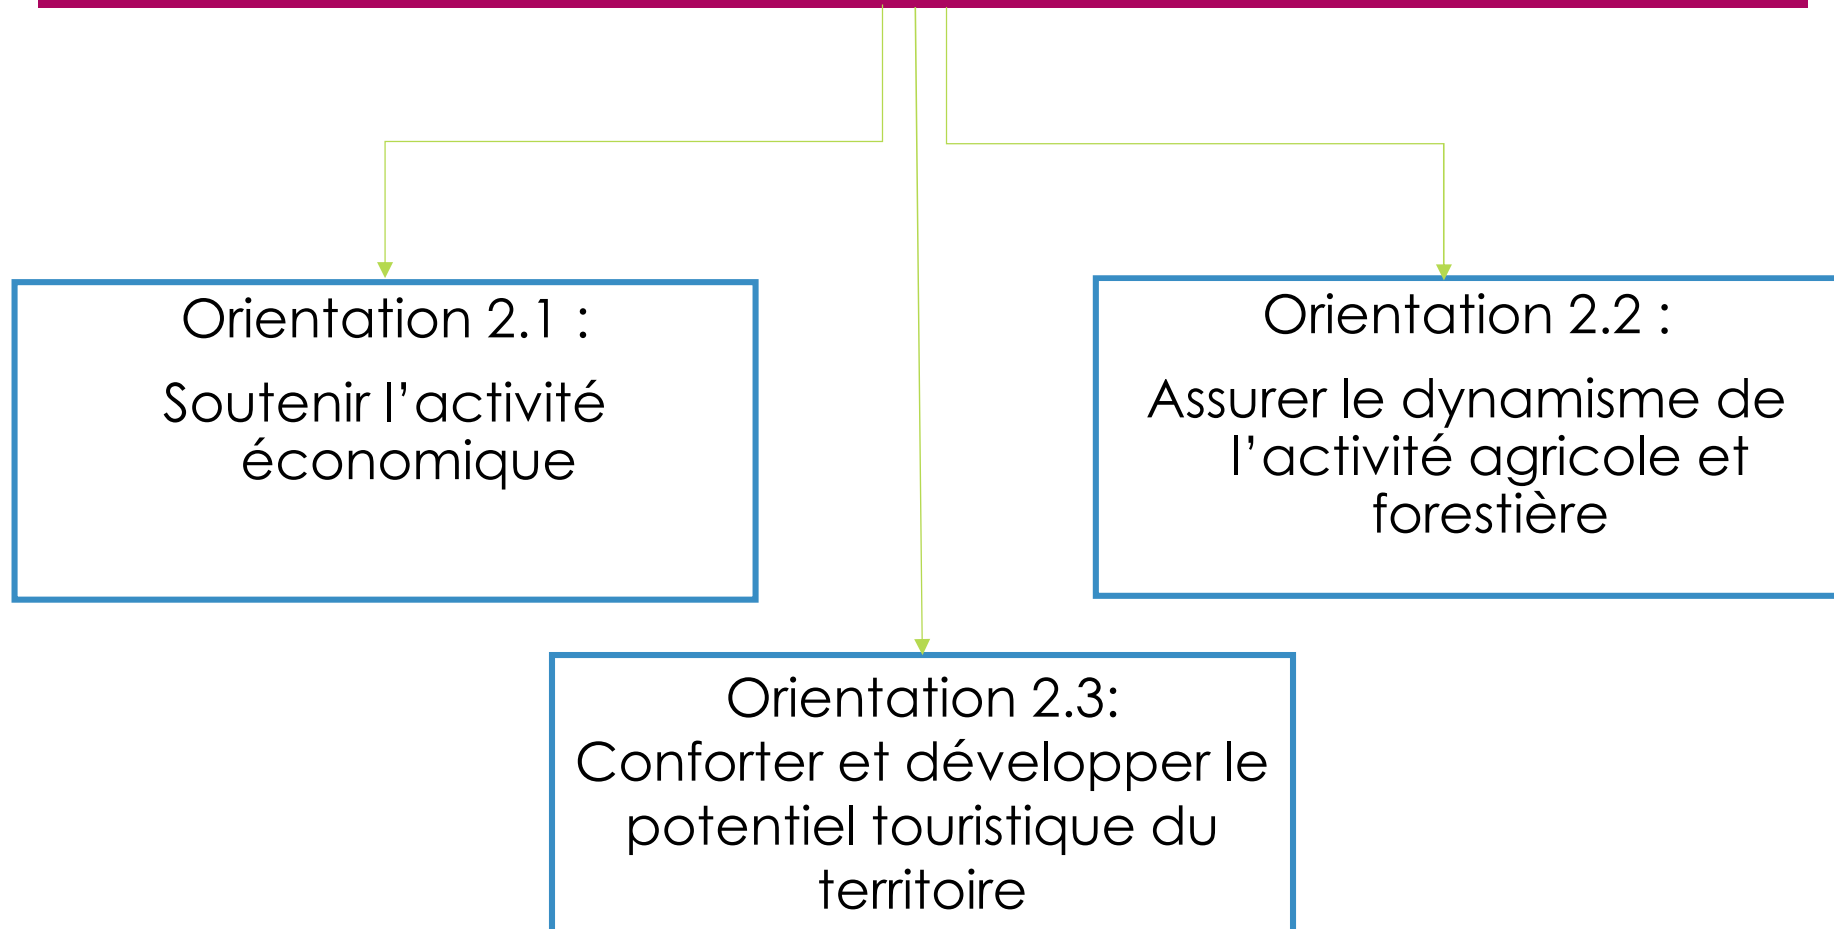 Orientation 2.1 :
Soutenir l’activité
économique
Orientation 2.2 :
Assurer le dynamisme de
l’activité agricole et
forestière
Orientation 2.3:
Conforter et développer le
potentiel touristique du
territoire